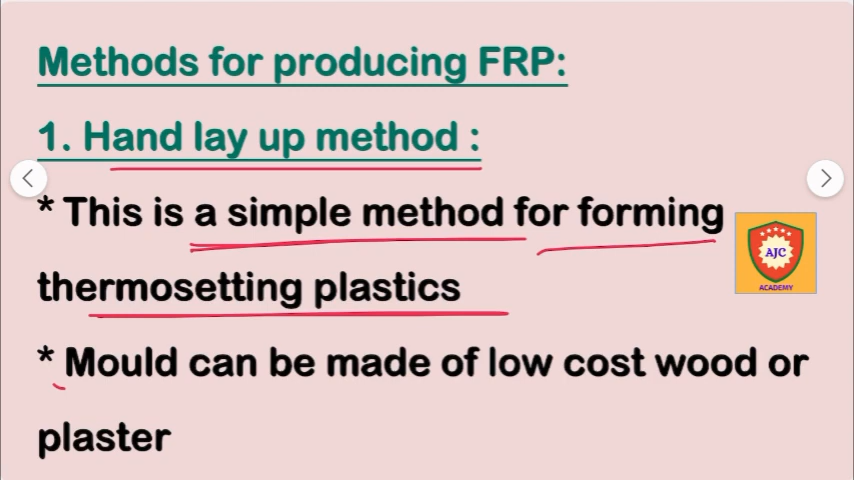 Methods for producing FRP:
1. Hand lay up method :
* This is a simple method for forming
thermosetting plastics
AJC
ACADEMY
* Mould can be made of low cost wood or
plaster